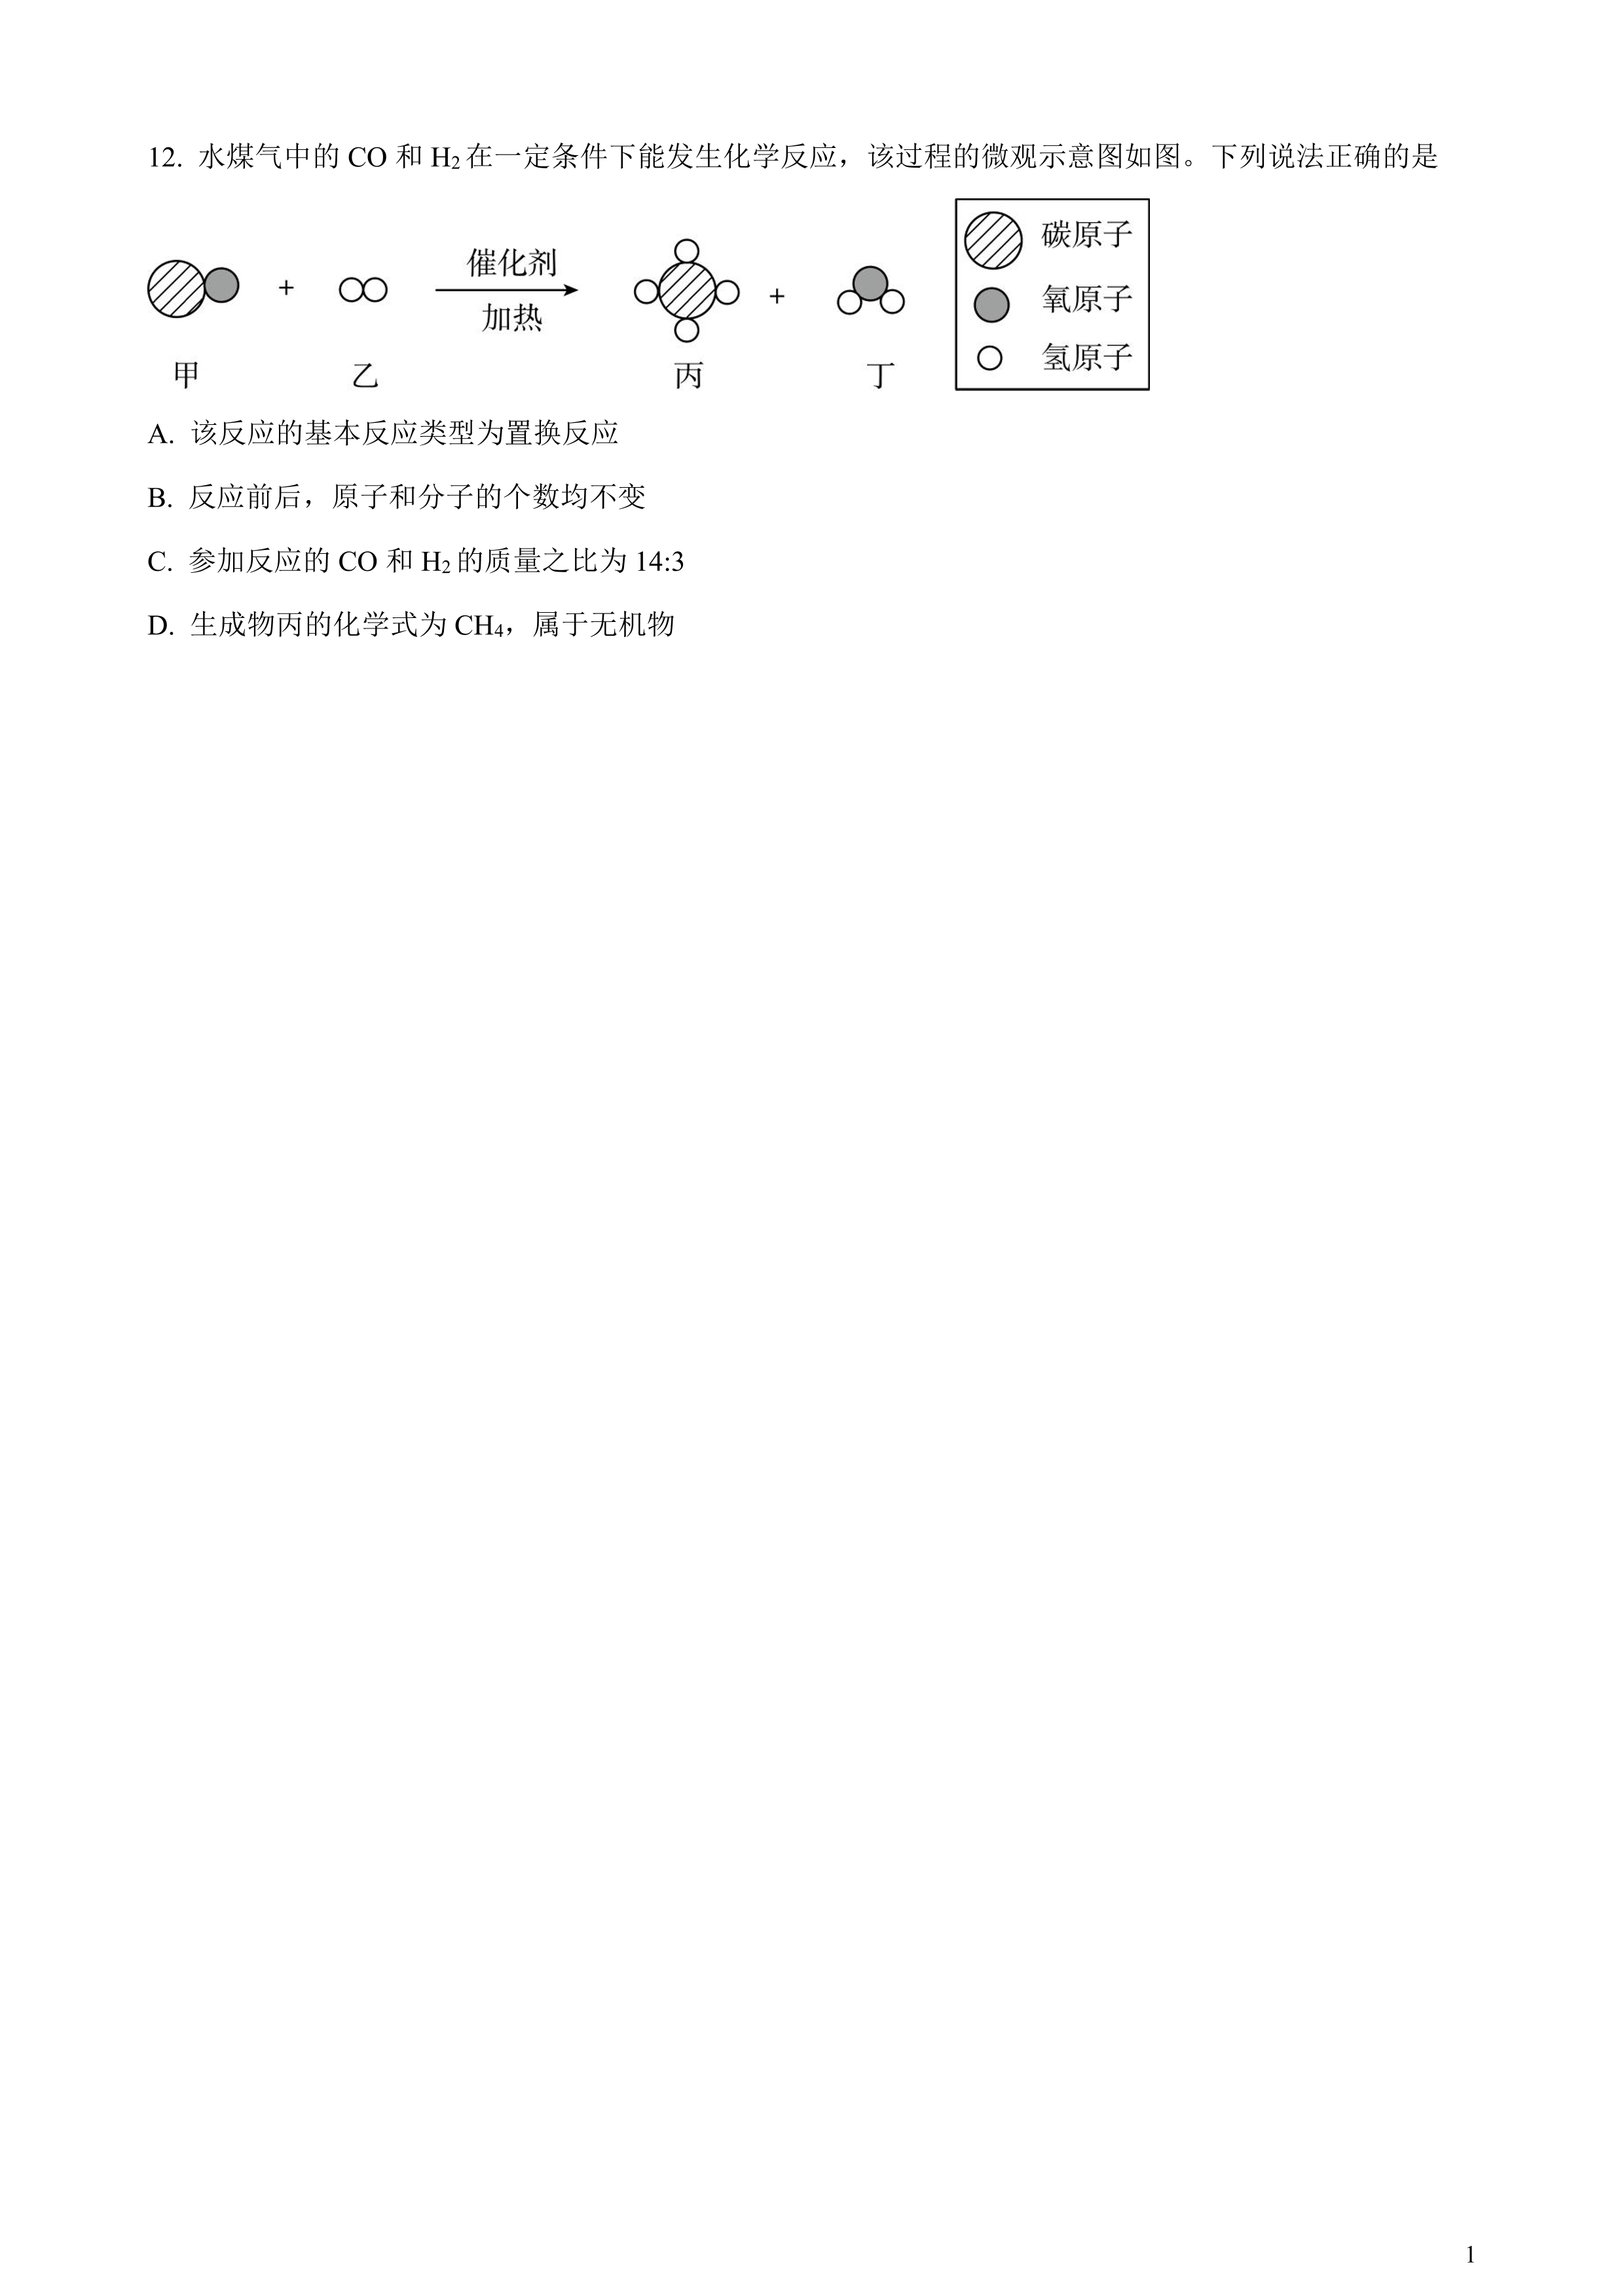 12. 水煤气中的 CO 和 H₂在一定条件下能发生化学反应，该过程的微观示意图如图。下列说法正确的是
碳原子
催化剂
氧原子
+
+
加热
氢原子
甲 乙 丙 丁
A. 该反应的基本反应类型为置换反应
B. 反应前后，原子和分子的个数均不变
C. 参加反应的 CO 和 H₂的质量之比为 14:3
D. 生成物丙的化学式为 CH₄，属于无机物
1